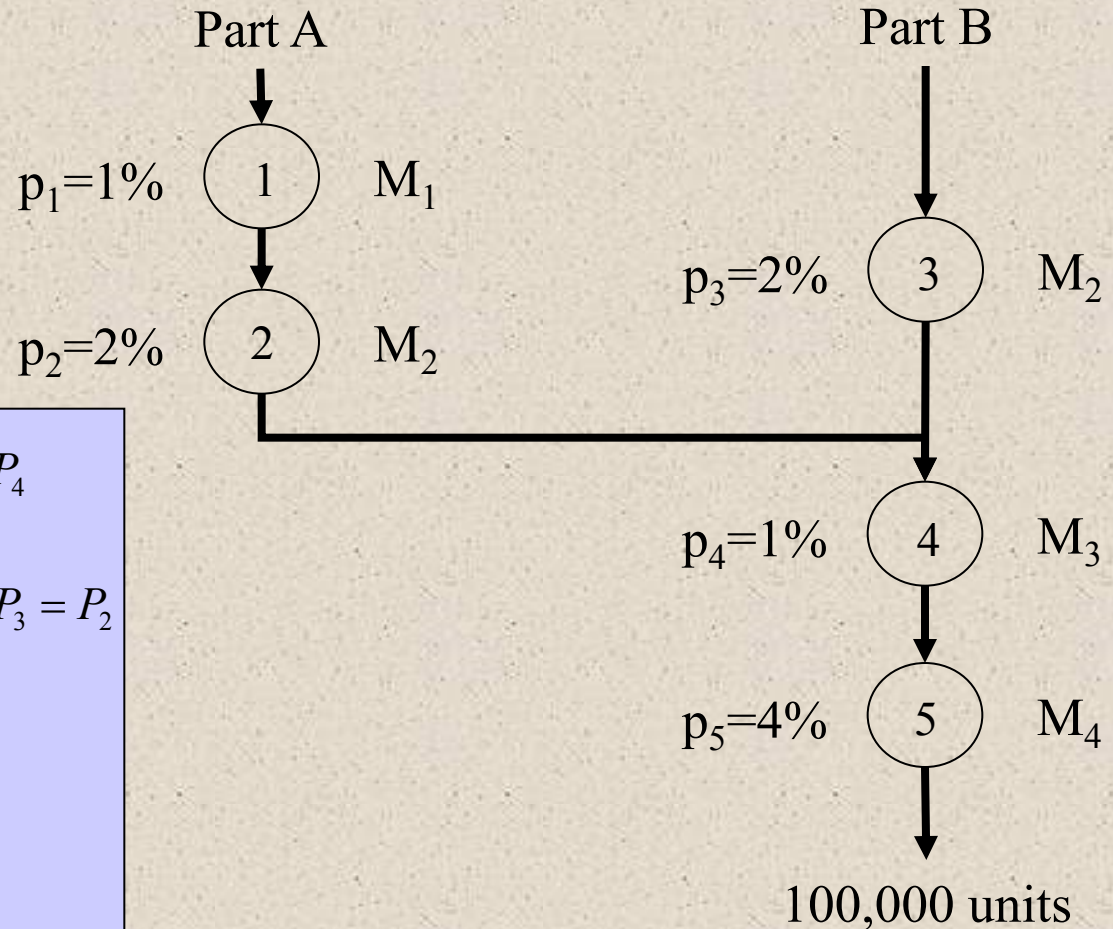 Part A
Part B
p₁=1% 1 M₁
p₃=2% 3 M₂
p₂=2% 2 M₂
P₄
P₃ = P₂
p₄=1% 4 M₃
p₅=4% 5 M₄
100,000 units